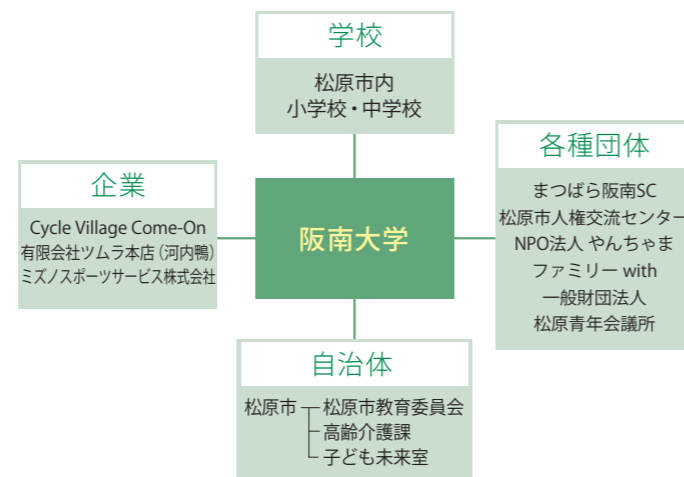 学校
松原市内
小学校・中学校
企業
Cycle Village Come-On
有限会社ツムラ本店（河内鴨）
ミズノスポーツサービス株式会社
阪南大学
各種団体
まつばら阪南SC
松原市人権交流センター
NPO法人 やんちゃま
ファミリー with
一般財団法人
松原青年会議所
自治体
松原市 松原市教育委員会
高齢介護課
子ども未来室